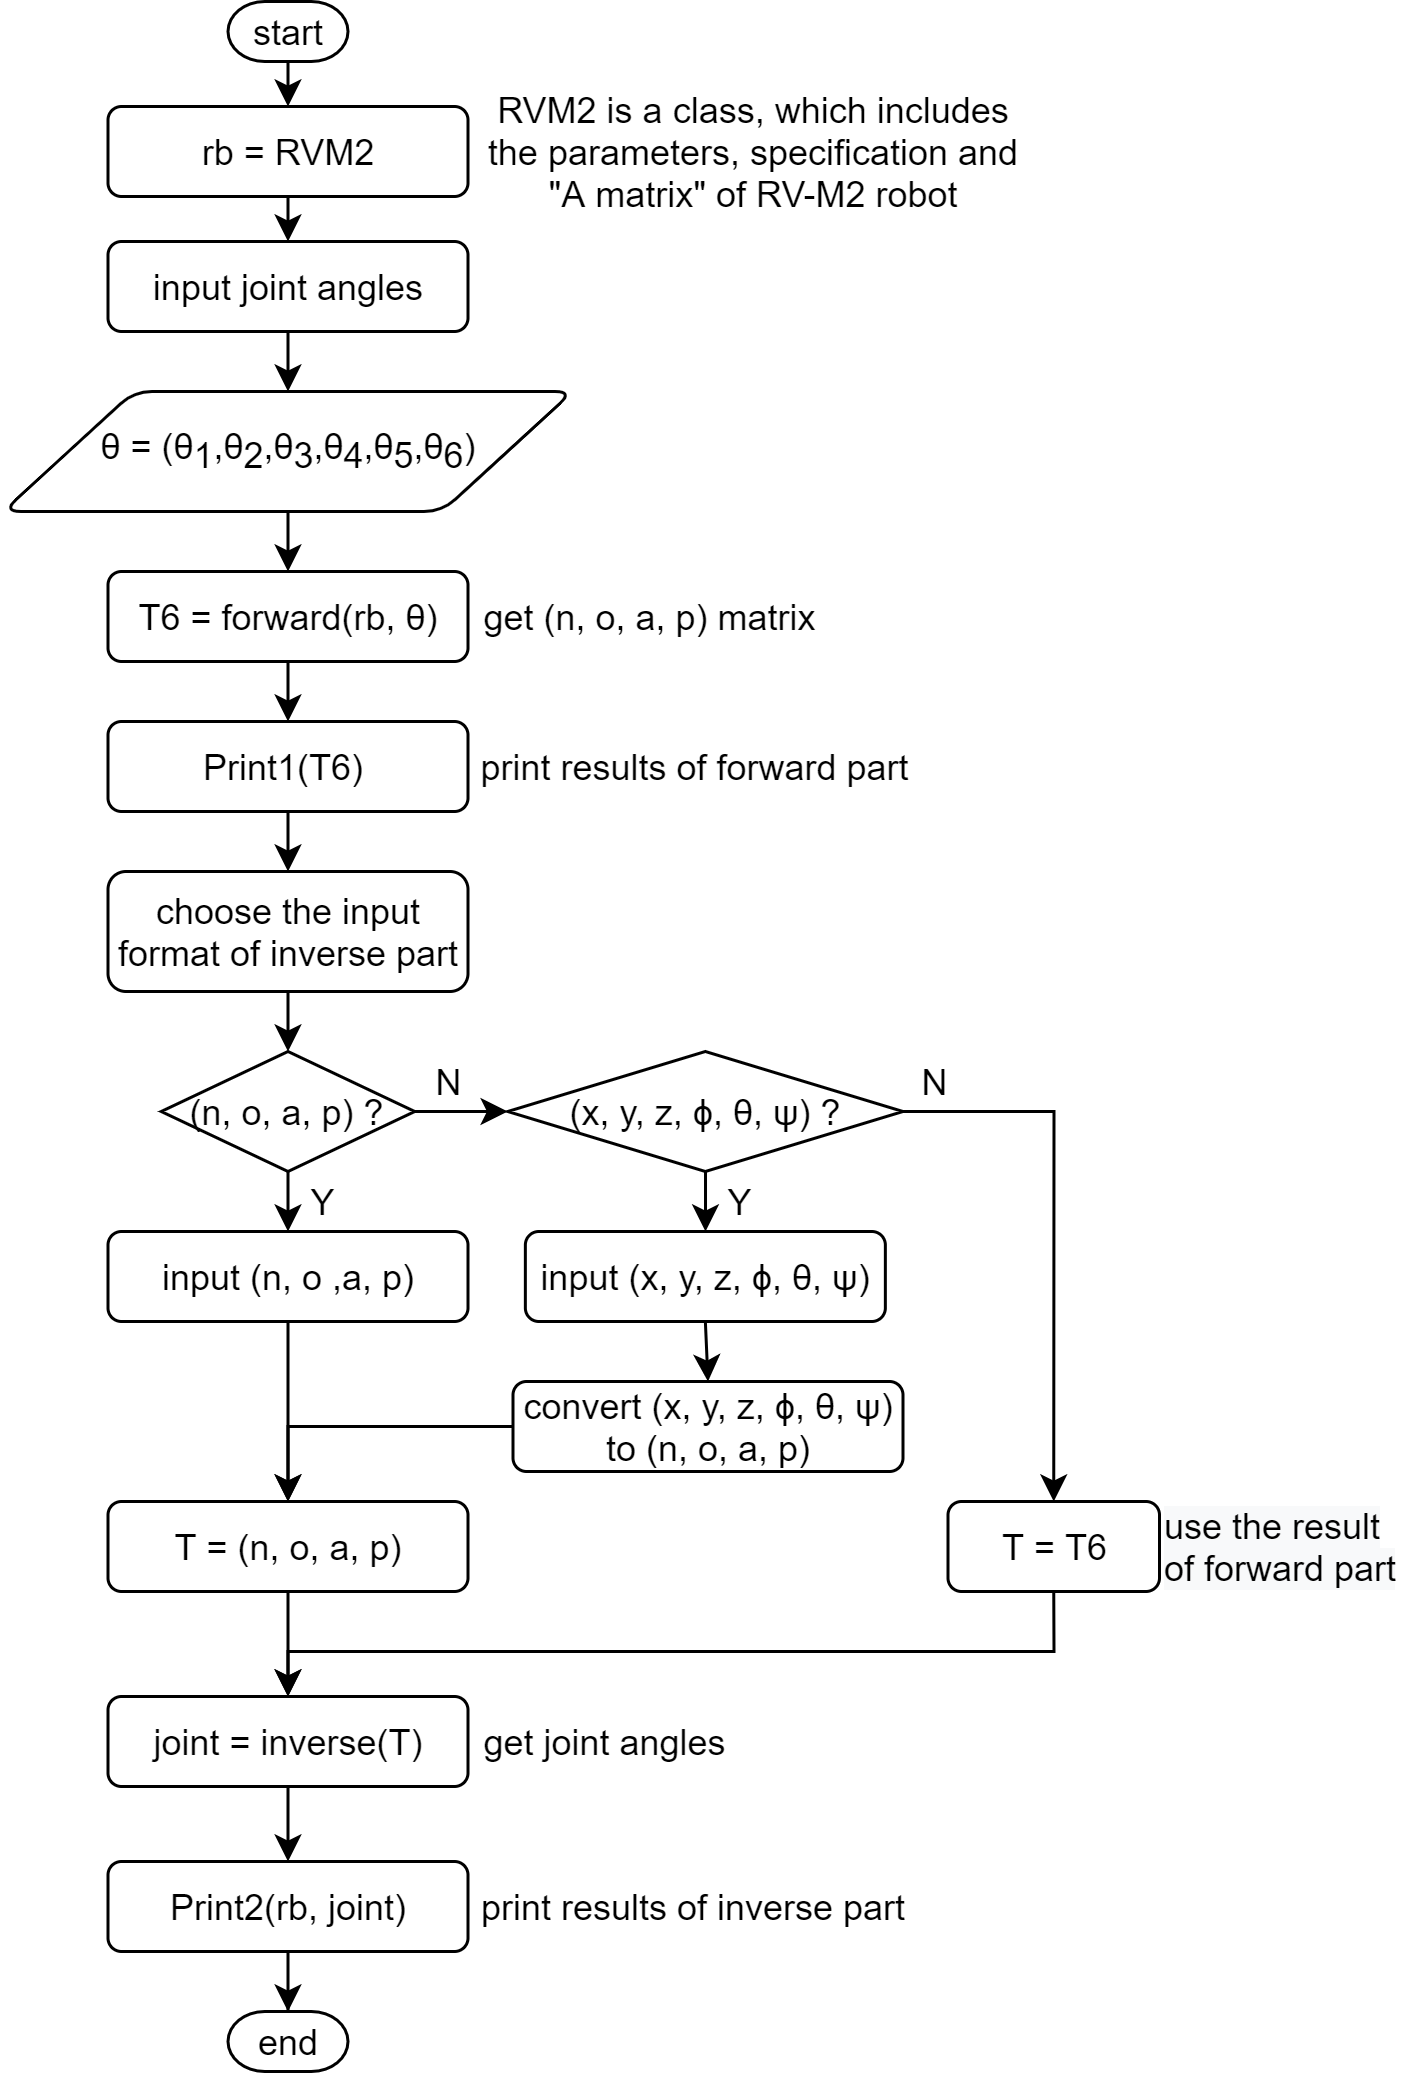 start
rb = RVM2
RVM2 is a class, which includes
the parameters, specification and
"A matrix" of RV-M2 robot
input joint angles
θ = (θ1,θ2,θ3,θ4,θ5,θ6)
T6 = forward(rb, θ)
get (n, o, a, p) matrix
Print1(T6)
print results of forward part
choose the input
format of inverse part
(n, o, a, p) ?
N
(x, y, z, ϕ, θ, ψ) ?
N
Y
Y
input (n, o ,a, p)
input (x, y, z, ϕ, θ, ψ)
convert (x, y, z, ϕ, θ, ψ)
to (n, o, a, p)
T = (n, o, a, p)
T = T6
use the result
of forward part
joint = inverse(T)
get joint angles
Print2(rb, joint)
print results of inverse part
end